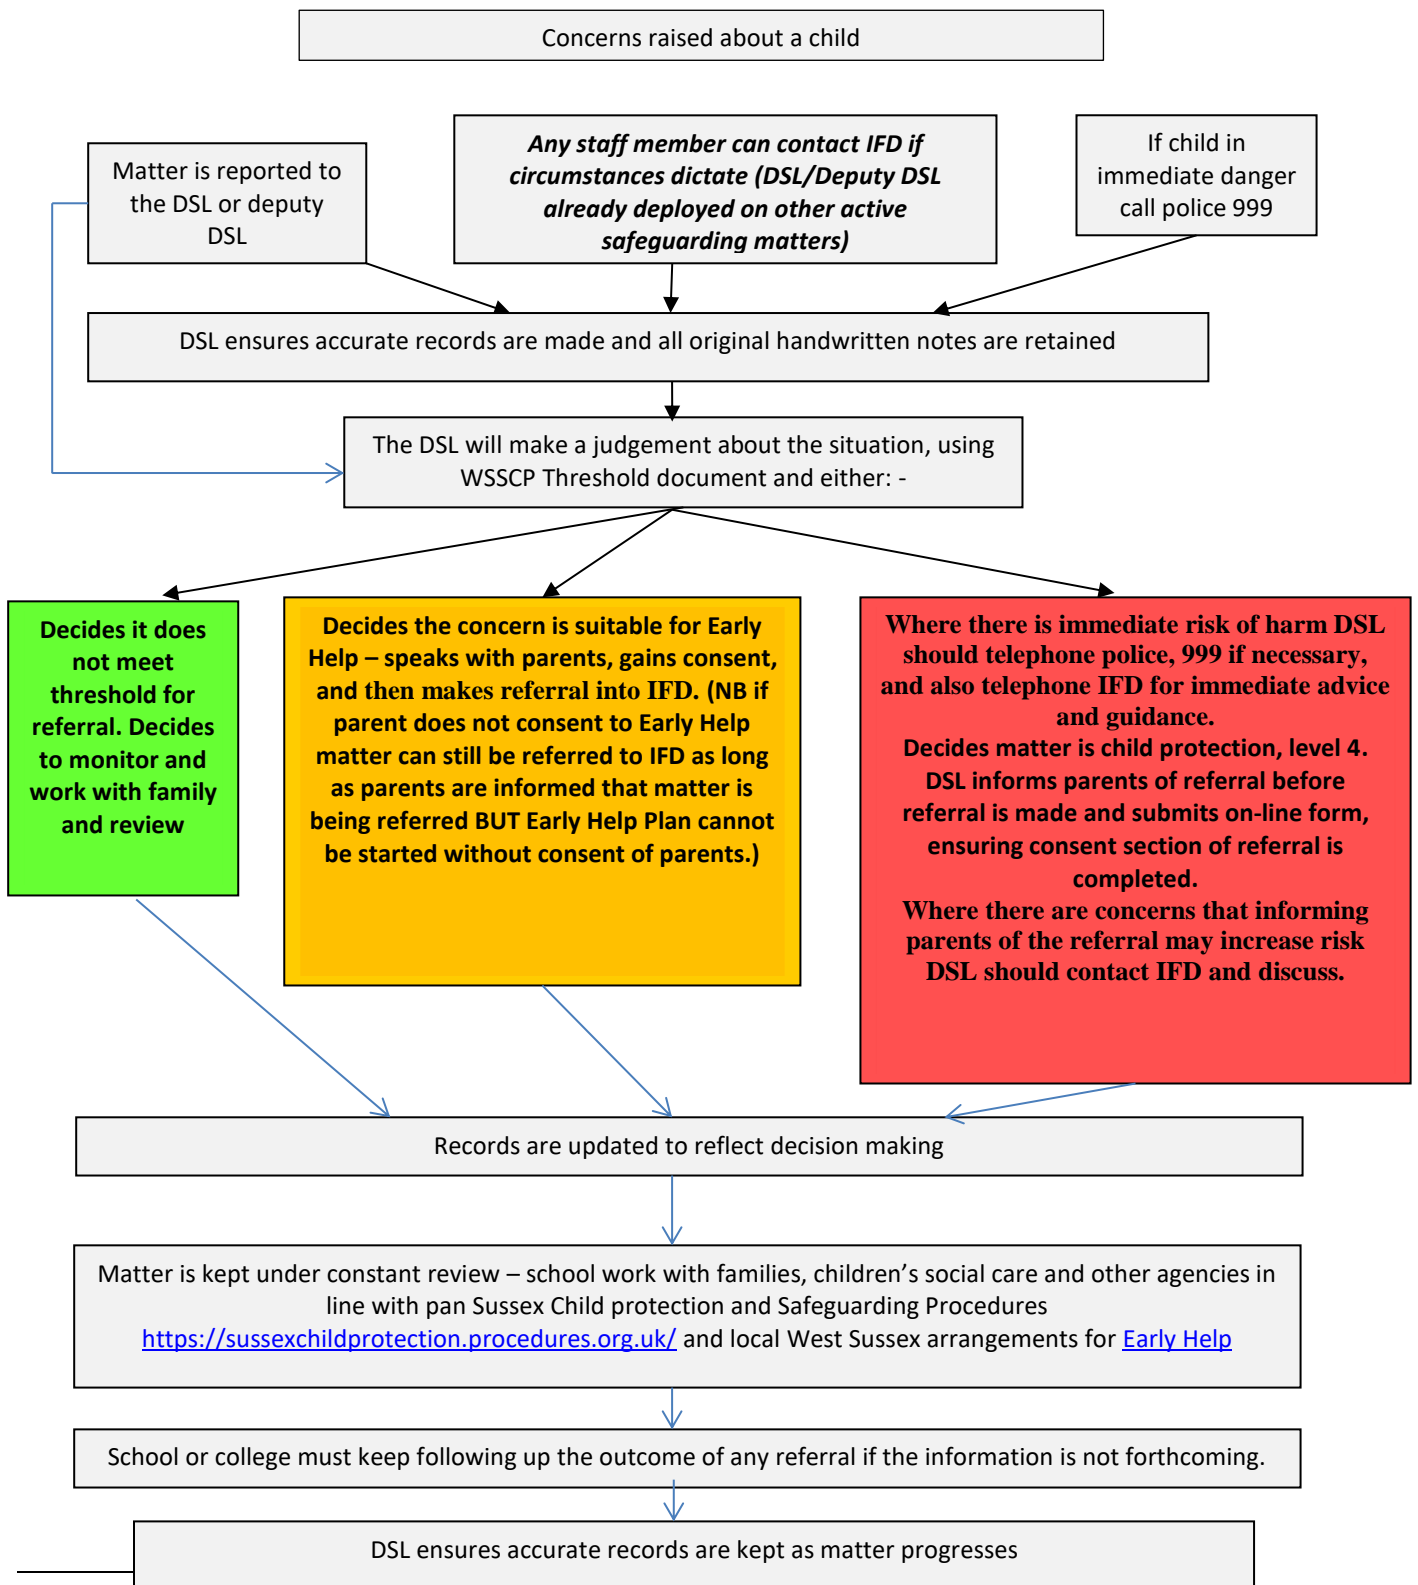 Concerns raised about a child
Matter is reported to
the DSL or deputy
DSL
Any staff member can contact IFD if
circumstances dictate (DSL/Deputy DSL
already deployed on other active
safeguarding matters)
If child in
immediate danger
call police 999
DSL ensures accurate records are made and all original handwritten notes are retained
The DSL will make a judgement about the situation, using
WSSCP Threshold document and either: -
Decides it does
not meet
threshold for
referral. Decides
to monitor and
work with family
and review
Decides the concern is suitable for Early
Help – speaks with parents, gains consent,
and then makes referral into IFD. (NB if
parent does not consent to Early Help
matter can still be referred to IFD as long
as parents are informed that matter is
being referred BUT Early Help Plan cannot
be started without consent of parents.)
Where there is immediate risk of harm DSL
should telephone police, 999 if necessary,
and also telephone IFD for immediate advice
and guidance.
Decides matter is child protection, level 4.
DSL informs parents of referral before
referral is made and submits on-line form,
ensuring consent section of referral is
completed.
Where there are concerns that informing
parents of the referral may increase risk
DSL should contact IFD and discuss.
Records are updated to reflect decision making
Matter is kept under constant review – school work with families, children’s social care and other agencies in
line with pan Sussex Child protection and Safeguarding Procedures
https://sussexchildprotection.procedures.org.uk/ and local West Sussex arrangements for Early Help
School or college must keep following up the outcome of any referral if the information is not forthcoming.
DSL ensures accurate records are kept as matter progresses